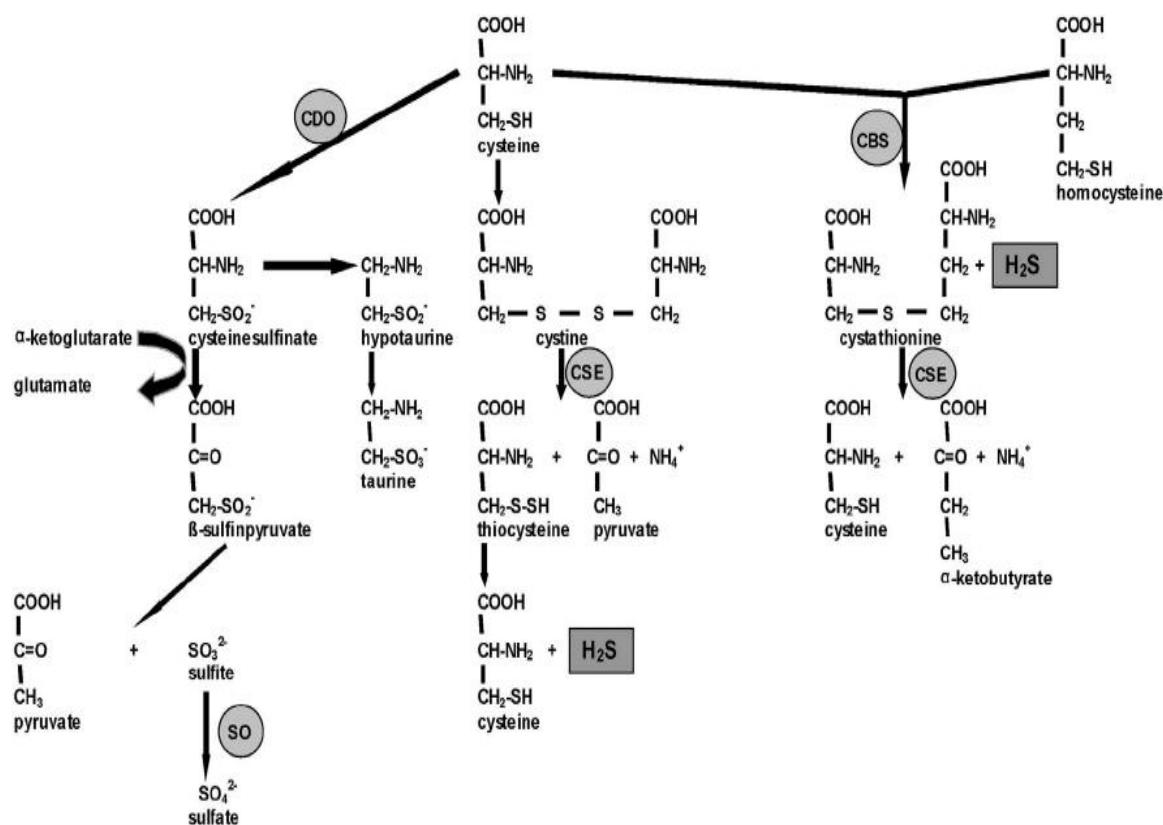 COOH
CH-NH₂
CH₂-SH
cysteine
COOH
CH-NH₂
CH₂
CH₂-SH
homocysteine
CDO
CBS
COOH
CH-NH₂
CH₂-SO₂⁻
cysteinesulfinate
CH₂-NH₂
CH₂-SO₂⁻
hypotaurine
COOH
CH-NH₂
CH₂ S S CH₂
COOH
CH-NH₂
cystine
COOH
CH-NH₂
CH₂ S CH₂
COOH
CH-NH₂
CH₂ + H₂S
cystathionine
α-ketoglutarate
glutamate
CSE
CSE
COOH
C=O
CH₂-SO₂⁻
ß-sulfinpyruvate
CH₂-NH₂
CH₂-SO₃⁻
taurine
COOH
CH-NH₂ +
CH₂-S-SH
thiocysteine
COOH
C=O + NH₄⁺
CH₃
pyruvate
COOH
CH-NH₂ +
CH₂-SH
cysteine
COOH
C=O + NH₄⁺
CH₂
CH₃
α-ketobutyrate
COOH
C=O +
CH₃
pyruvate
SO₃²⁻
sulfite
SO
SO₄²⁻
sulfate
COOH
CH-NH₂ + H₂S
CH₂-SH
cysteine